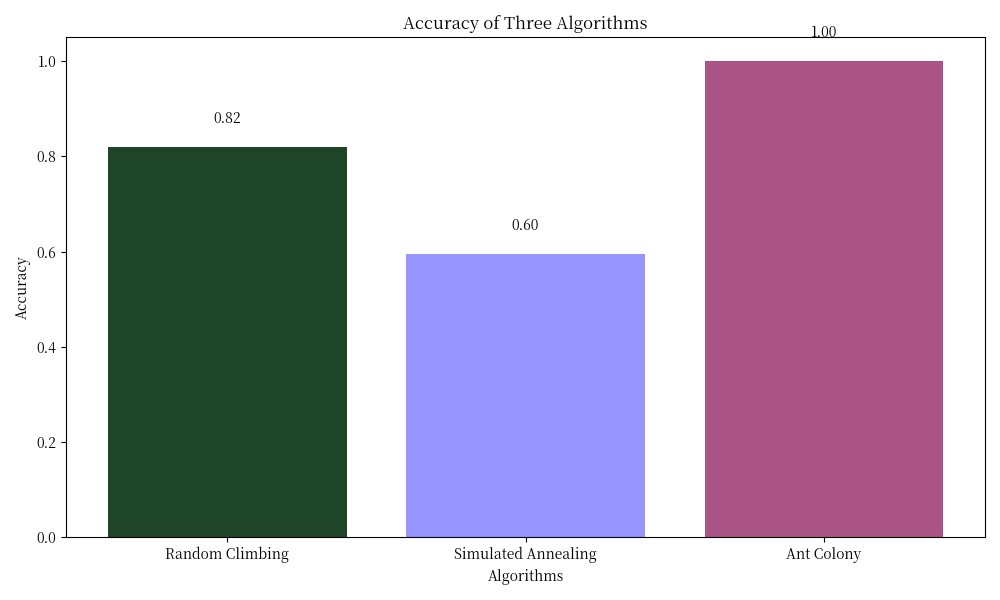 Accuracy of Three Algorithms
1.00
1.0
0.82
0.8
0.60
0.6
Accuracy
0.4
0.2
0.0
Random Climbing Simulated Annealing Ant Colony
Algorithms